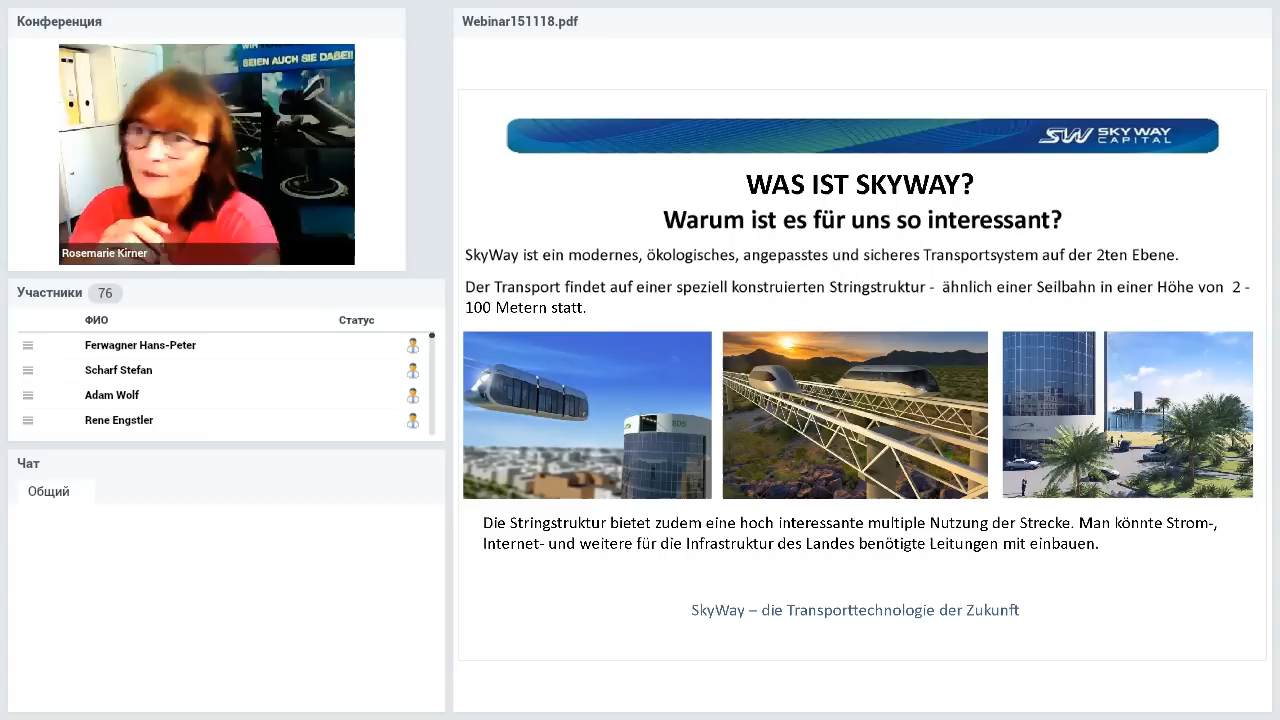 Конференция
WIR
SEIEN AUCH SIE DABEI!
Rosemarie Kirner
Участники 76
ФИО Статус
Ferwagner Hans-Peter
Scharf Stefan
Adam Wolf
Rene Engstler
Чат
Общий
Webinar151118.pdf
SW SKY WAY
CAPITAL
WAS IST SKYWAY?
Warum ist es für uns so interessant?
SkyWay ist ein modernes, ökologisches, angepasstes und sicheres Transportsystem auf der 2ten Ebene.
Der Transport findet auf einer speziell konstruierten Stringstruktur - ähnlich einer Seilbahn in einer Höhe von 2 -
100 Metern statt.
Die Stringstruktur bietet zudem eine hoch interessante multiple Nutzung der Strecke. Man könnte Strom-,
Internet- und weitere für die Infrastruktur des Landes benötigte Leitungen mit einbauen.
SkyWay – die Transporttechnologie der Zukunft